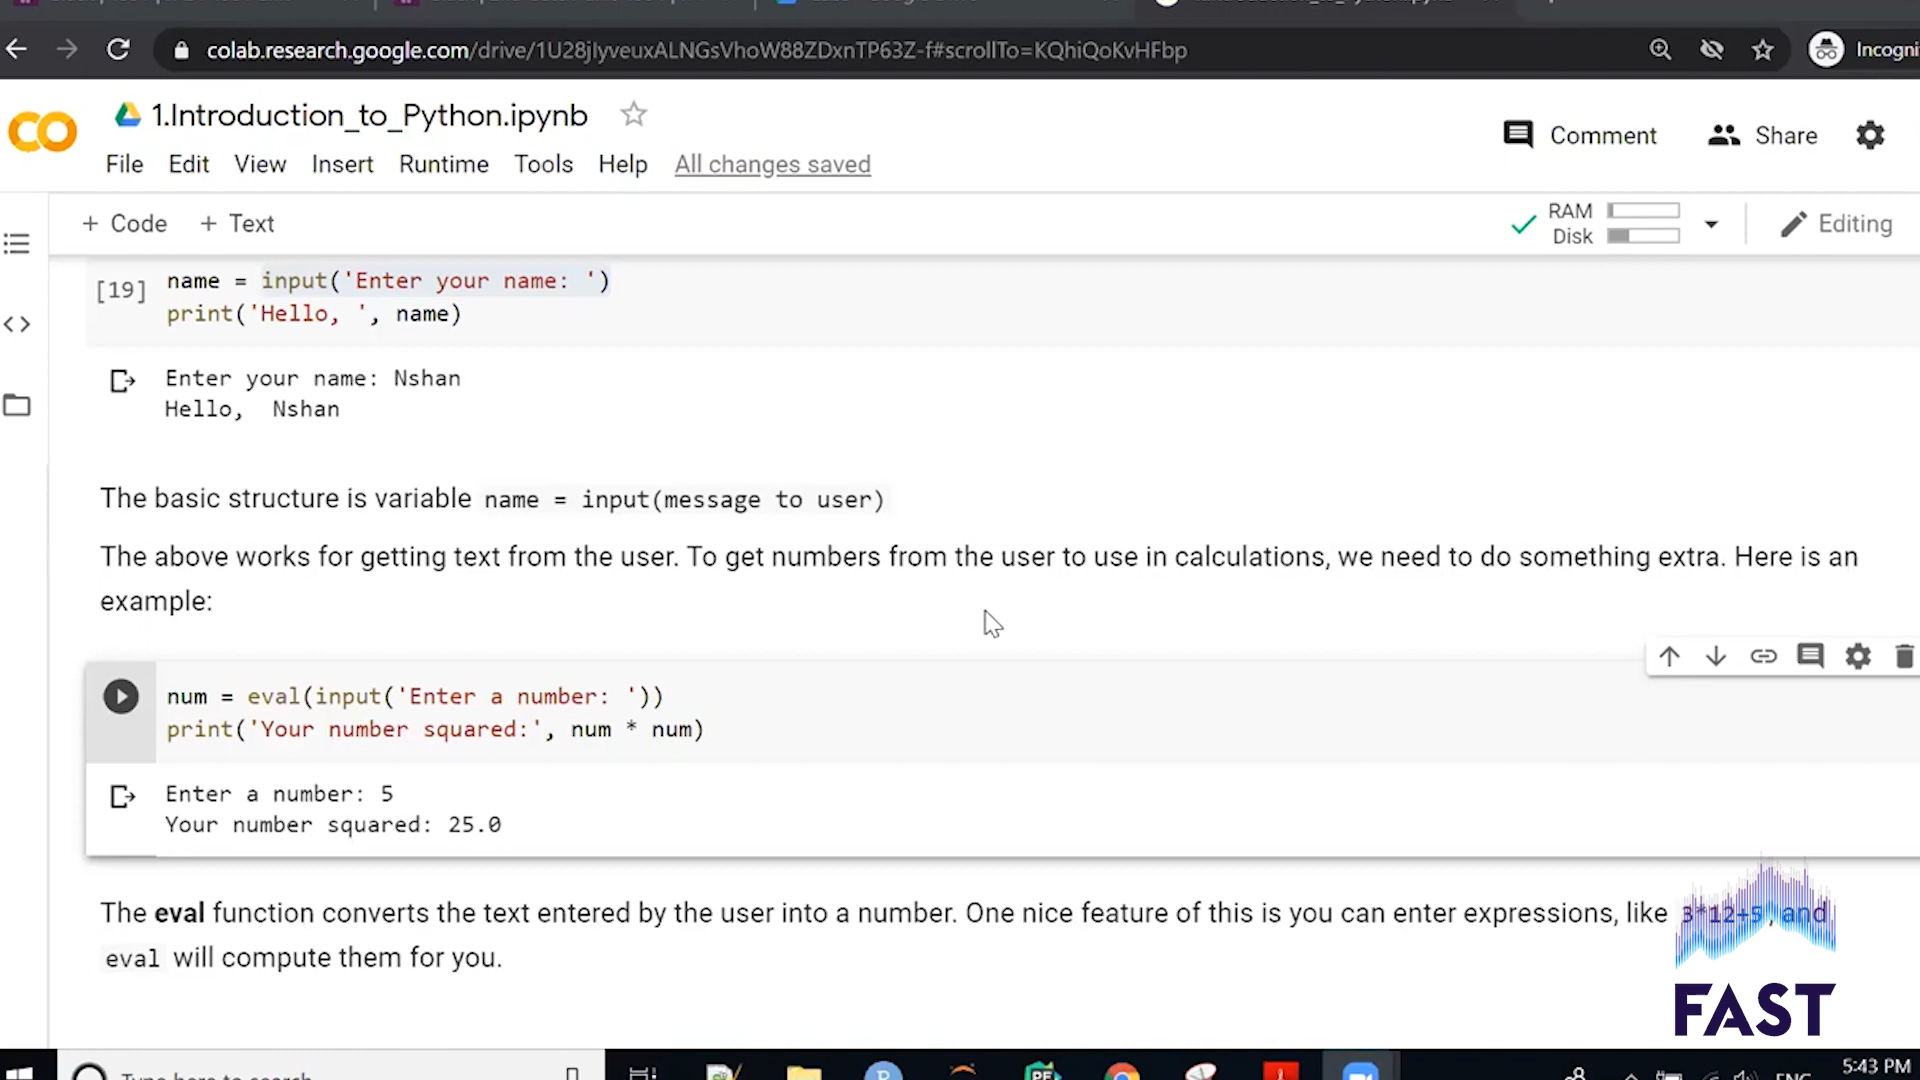 colab.research.google.com/drive/1U28jIyveuxALNGsVhoW88ZDxnTP63Z-f#scrollTo=KQhiQoKvHFbp
Incogni
1.Introduction_to_Python.ipynb
Comment
Share
File Edit View Insert Runtime Tools Help All changes saved
+ Code + Text
RAM
Disk
Editing
[19] name = input('Enter your name: ')
print('Hello, ', name)
Enter your name: Nshan
Hello,  Nshan
The basic structure is variable name = input(message to user)
The above works for getting text from the user. To get numbers from the user to use in calculations, we need to do something extra. Here is an
example:
num = eval(input('Enter a number: '))
print('Your number squared:', num * num)
Enter a number: 5
Your number squared: 25.0
The eval function converts the text entered by the user into a number. One nice feature of this is you can enter expressions, like 3*12+5, and
eval will compute them for you.
FAST
Type here to search
5:43 PM
ENG